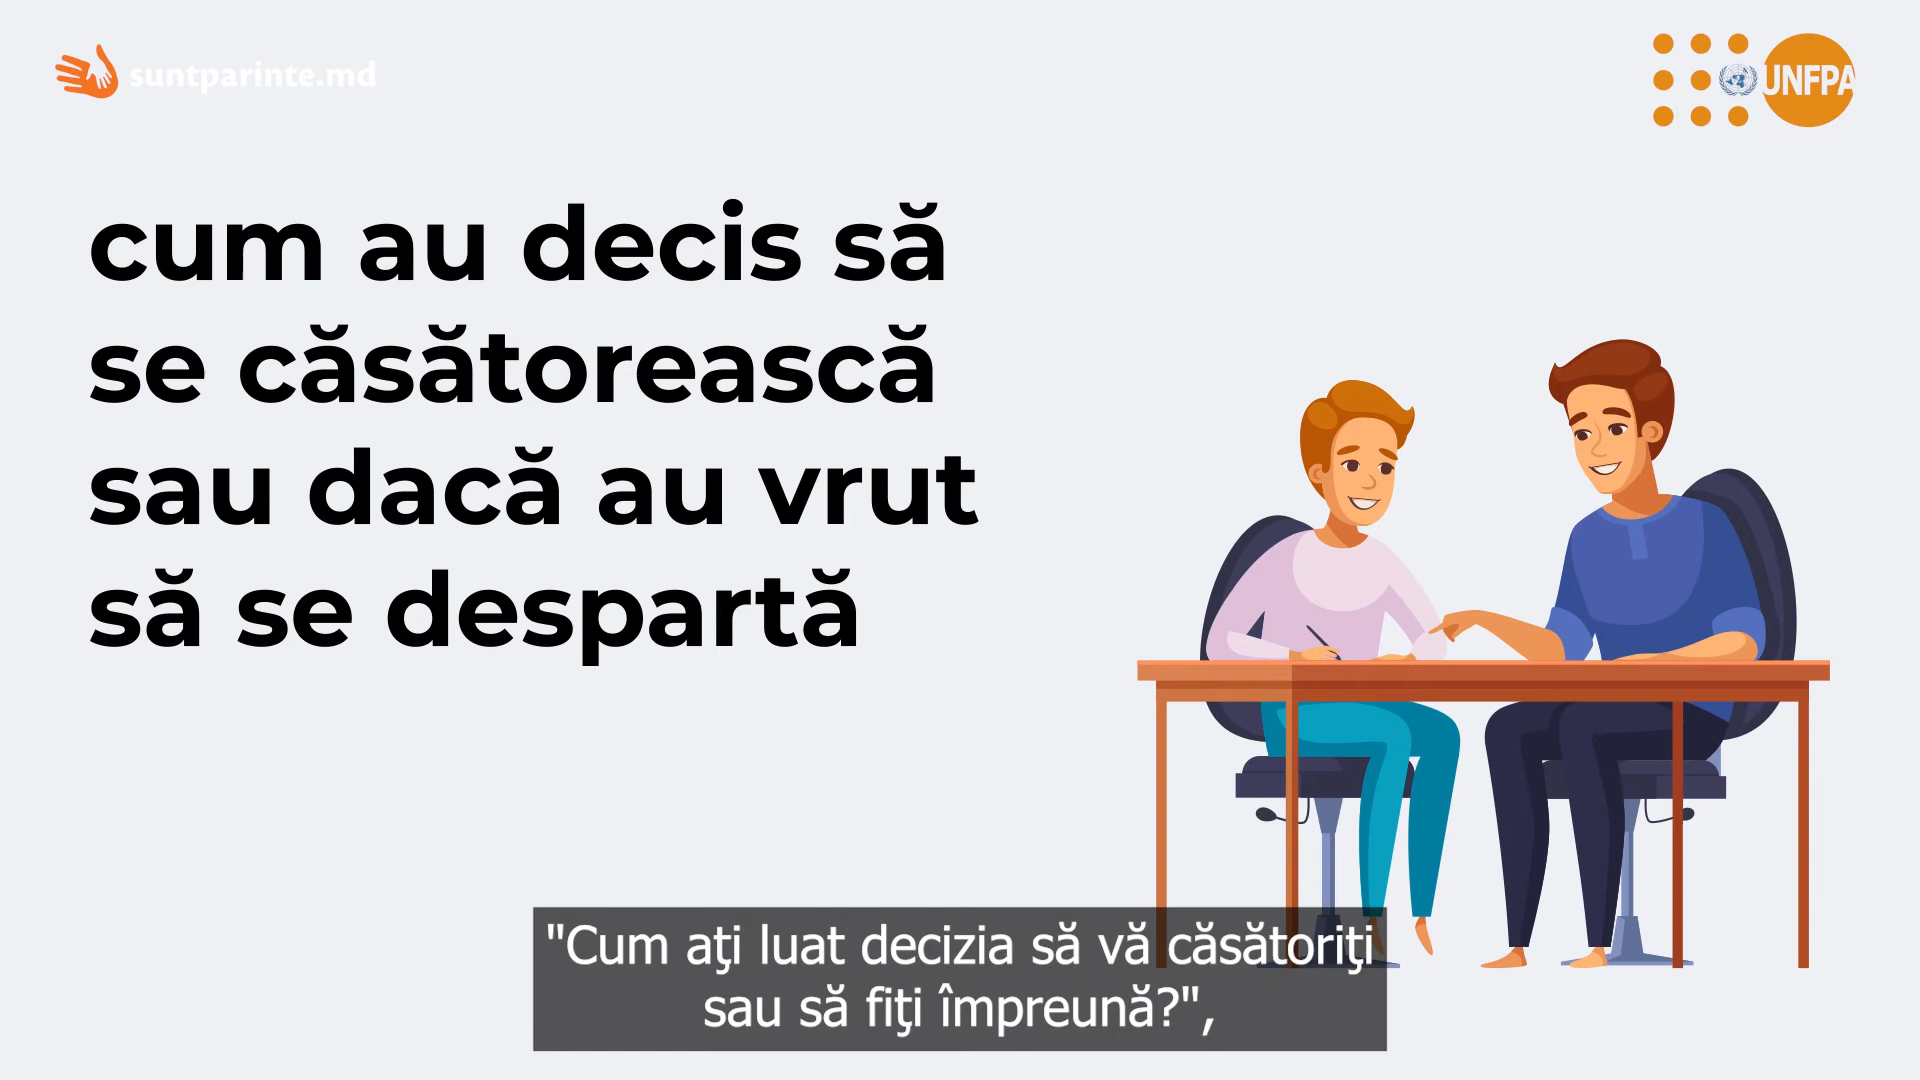 suntparinte.md
UNFPA
cum au decis să
se căsătorească
sau dacă au vrut
să se despartă
"Cum aţi luat decizia să vă căsătoriţi
sau să fiţi împreună?",